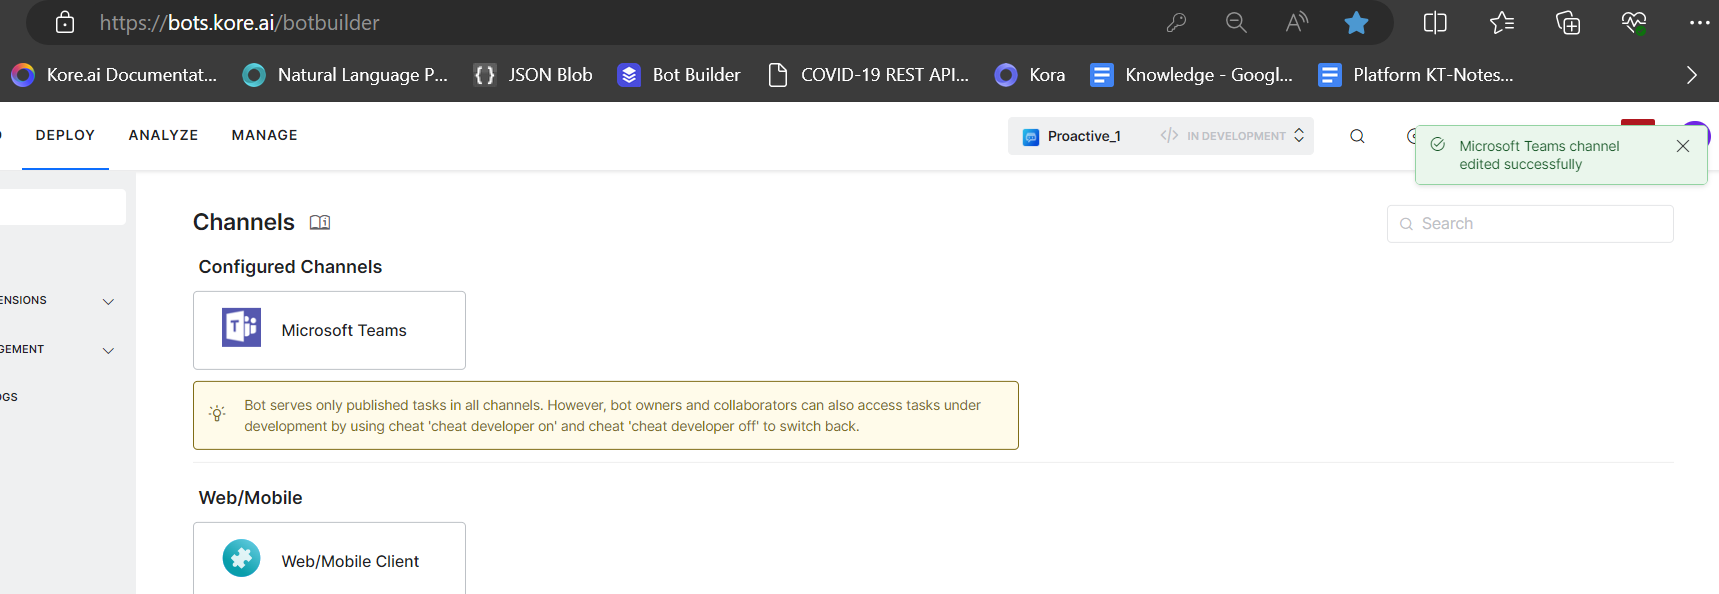 https://bots.kore.ai/botbuilder
Kore.ai Documentat... Natural Language P... JSON Blob Bot Builder COVID-19 REST API... Kora Knowledge - Googl... Platform KT-Notes...
DEPLOY ANALYZE MANAGE Proactive_1 IN DEVELOPMENT
Microsoft Teams channel
edited successfully
Channels
Search
Configured Channels
ENSIONS
Microsoft Teams
GEMENT
OGS
Bot serves only published tasks in all channels. However, bot owners and collaborators can also access tasks under
development by using cheat 'cheat developer on' and cheat 'cheat developer off' to switch back.
Web/Mobile
Web/Mobile Client